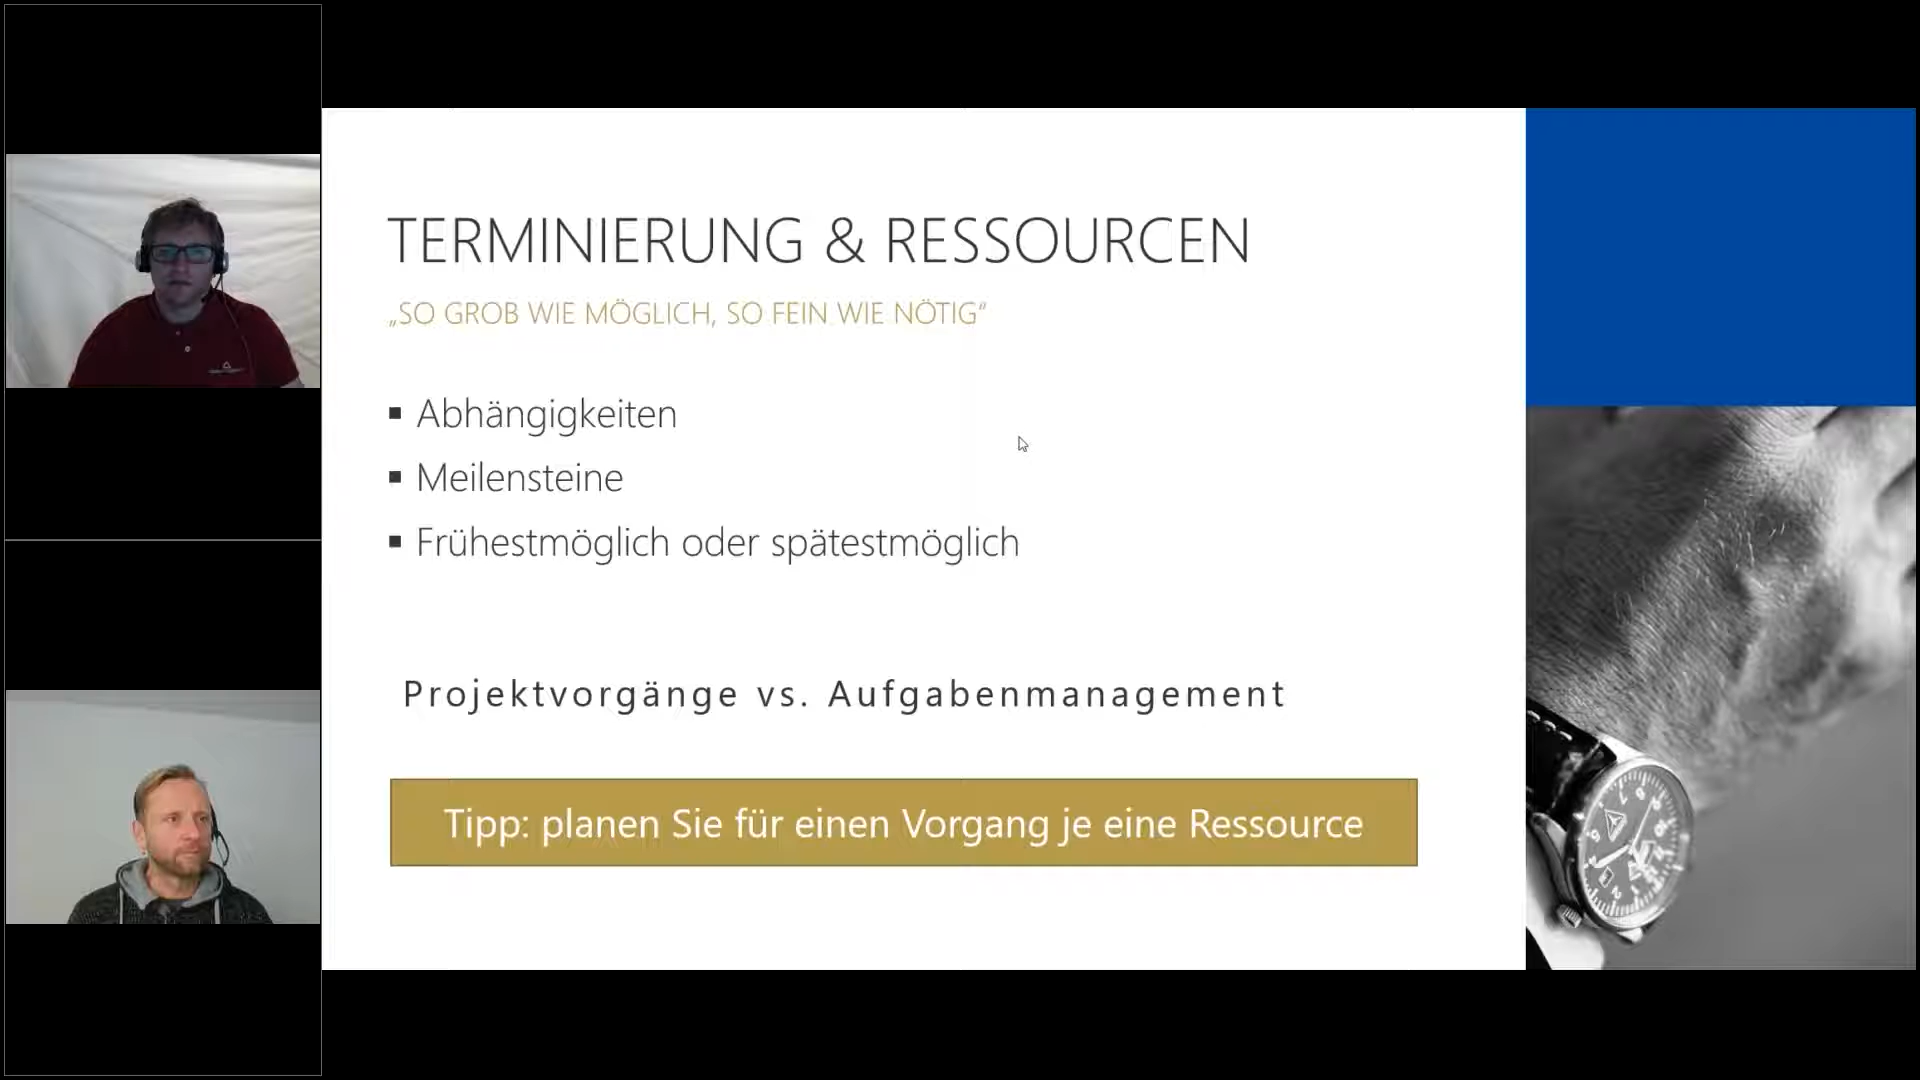 TERMINIERUNG & RESSOURCEN
„SO GROB WIE MÖGLICH, SO FEIN WIE NÖTIG“
▪ Abhängigkeiten
▪ Meilensteine
▪ Frühestmöglich oder spätestmöglich
Projektvorgänge vs. Aufgabenmanagement
Tipp: planen Sie für einen Vorgang je eine Ressource